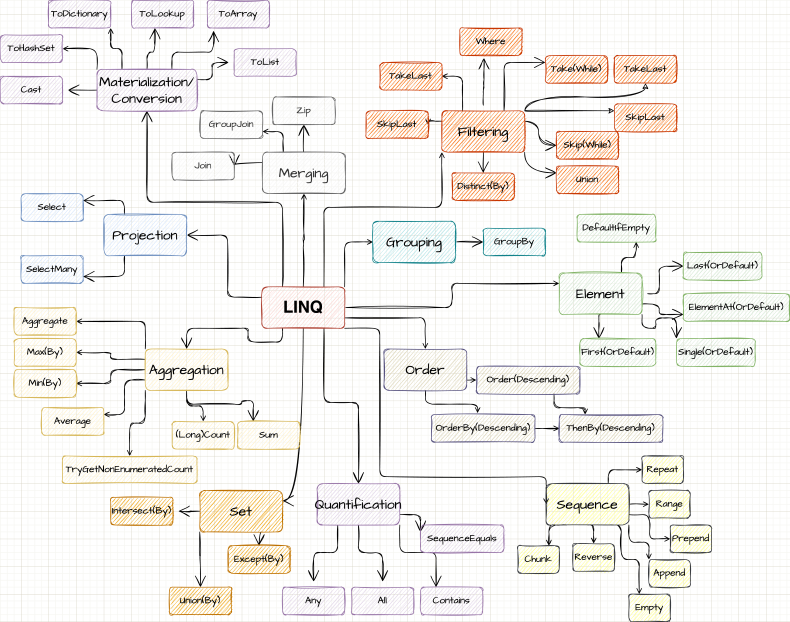 ToDictionary
ToLookup
ToArray
ToHashSet
ToList
Cast
Materialization/
Conversion
Where
TakeLast
Take(While)
TakeLast
SkipLast
SkipLast
Filtering
Skip(While)
Distinct(By)
Union
Zip
GroupJoin
Join
Merging
Select
Projection
SelectMany
Grouping
GroupBy
DefaultIfEmpty
Last(OrDefault)
Element
ElementAt(OrDefault)
First(OrDefault)
Single(OrDefault)
LINQ
Aggregate
Max(By)
Min(By)
Aggregation
Average
(Long)Count
Sum
TryGetNonEnumeratedCount
Order
Order(Descending)
OrderBy(Descending)
ThenBy(Descending)
Intersect(By)
Set
Except(By)
Union(By)
Quantification
SequenceEquals
Any
All
Contains
Repeat
Sequence
Range
Prepend
Chunk
Reverse
Append
Empty